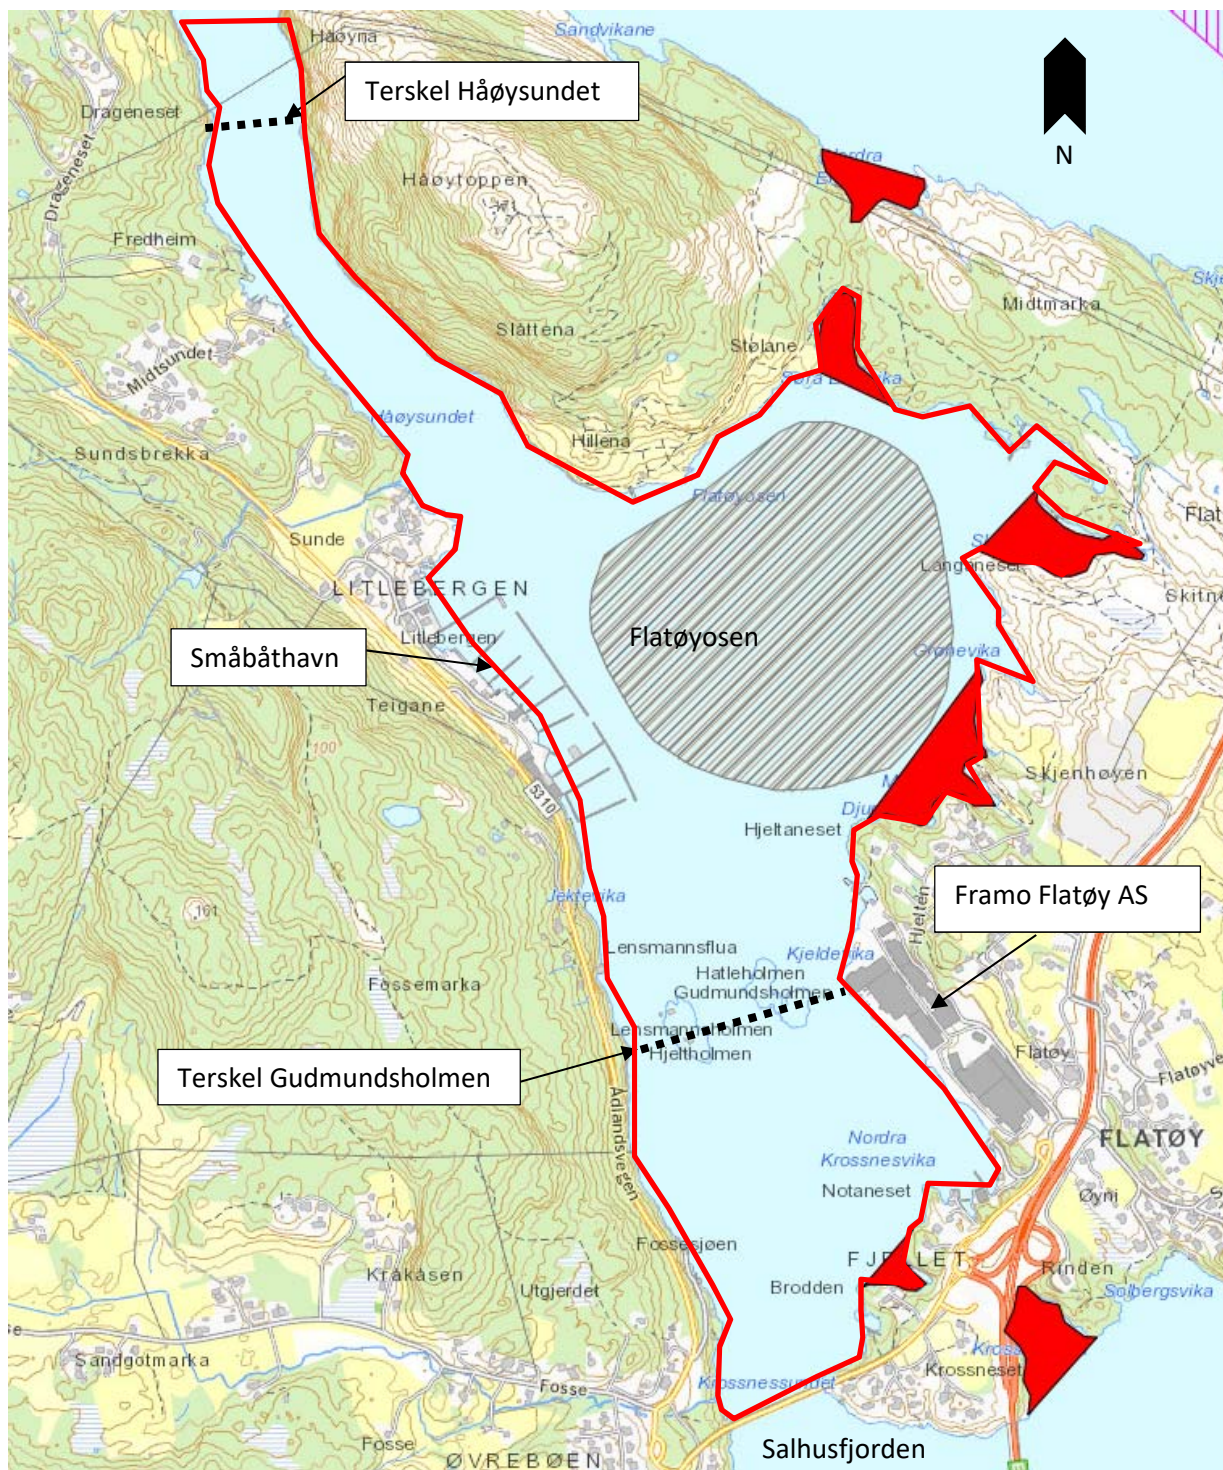 Sandvikane
Håøyna
Terskel Håøysundet
Drageneset
N
Håøytoppen
Drageneset
Fredheim
Midtmarka
Slåttena
Stølane
Midtsundet
Håøysundet
Hillena
Sundsbrekka
Flatøyosen
Sunde
LITLEBERGEN
Litlebergen
Flatøyosen
Småbåthavn
Grønevika
Teigane
100
Skjenhøyen
5310
Hjeltaneset
Framo Flatøy AS
Hjelten
Jektevika
161
Lensmannsflua
Kjeldevika
Hatleholmen
Fossemarka
Gudmundsholmen
Lensmannsholmen
Hjeltholmen
Terskel Gudmundsholmen
Flatøy
Ådlandsvegen
Nordra
Krossnesvika
FLATØY
Notaneset
Fossesjøen
FJELLET
Kråkåsen
Utgjerdet
Brodden
Rinden
Solbergsvika
Sandgotmarka
Krossneset
Fosse
Krossnessundet
Fosse
ØVREBØEN
Salhusfjorden